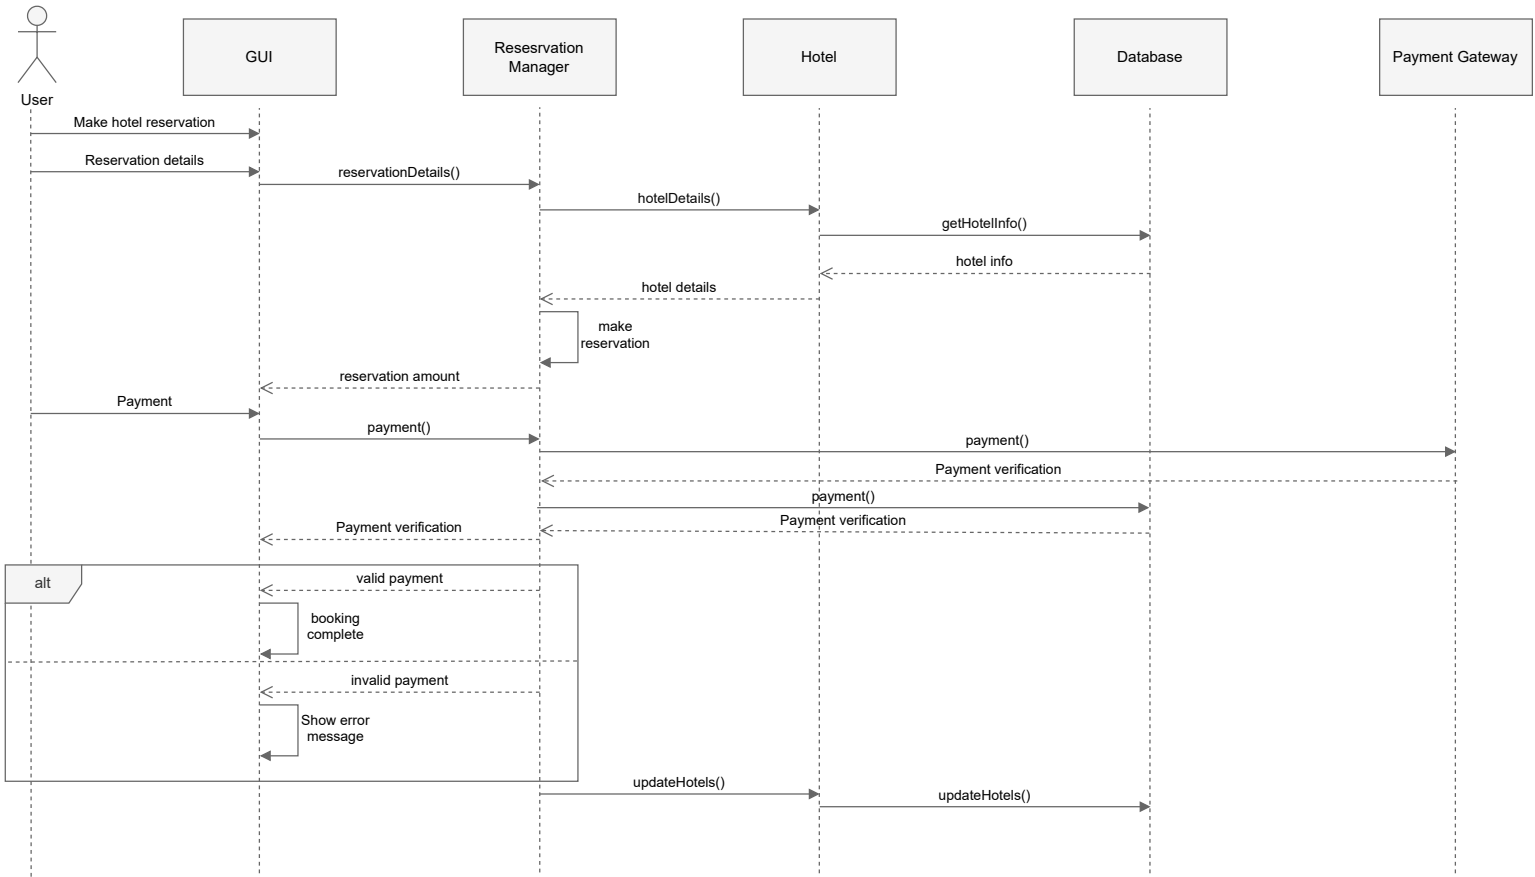 User
GUI
Resesrvation
Manager
Hotel
Database
Payment Gateway
Make hotel reservation
Reservation details
reservationDetails()
hotelDetails()
getHotelInfo()
hotel info
hotel details
make
reservation
reservation amount
Payment
payment()
payment()
Payment verification
payment()
Payment verification
Payment verification
alt
valid payment
booking
complete
invalid payment
Show error
message
updateHotels()
updateHotels()